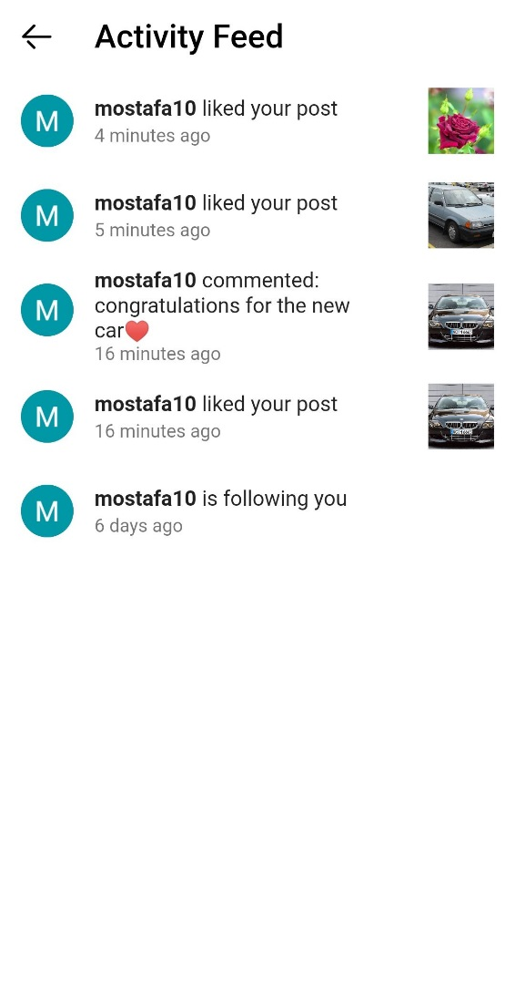 Activity Feed
M
mostafa10 liked your post
4 minutes ago
M
mostafa10 liked your post
5 minutes ago
M
mostafa10 commented:
congratulations for the new
car❤️
16 minutes ago
M
mostafa10 liked your post
16 minutes ago
M
mostafa10 is following you
6 days ago